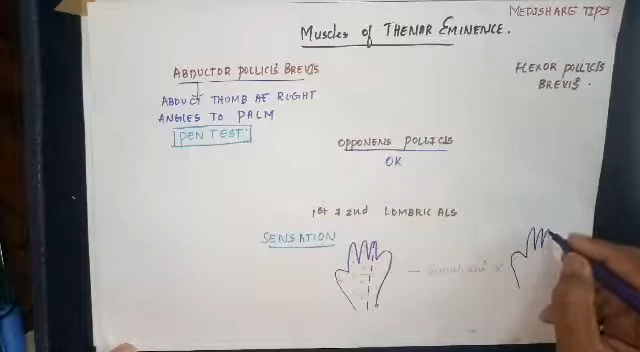 MEDISHARE TIPS
Muscles of THENAR EMINENCE.
ABDUCTOR POLLICIS BREVIS
ABDUCT THOMB AT RIGHT
ANGLES TO PALM
PEN TEST
FLEXOR POLLICIS
BREVIS.
OPPONENS POLLICIS
OK
1st & 2nd LUMBRICALS
SENSATION